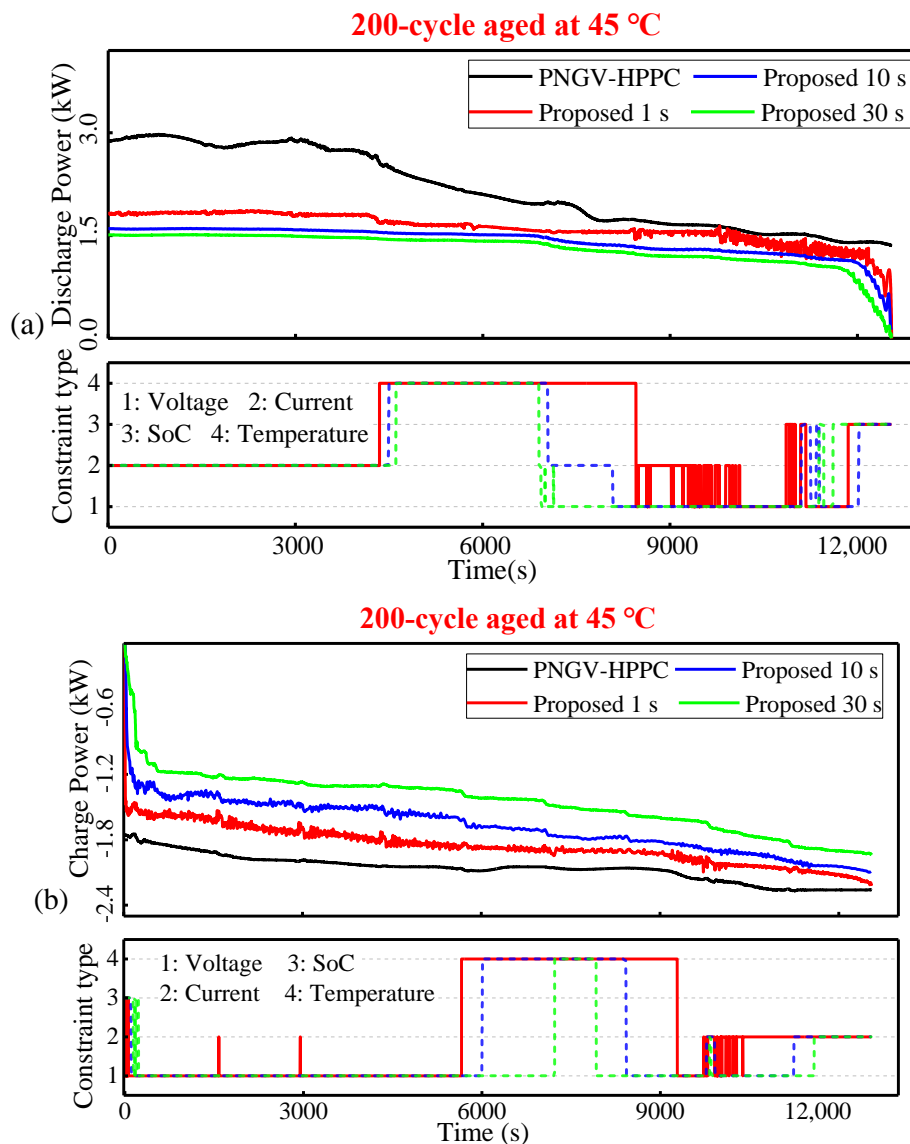 200-cycle aged at 45 ℃
PNGV-HPPC Proposed 10 s
Proposed 1 s Proposed 30 s
Discharge Power (kW)
3.0
1.5
0.0
(a)
Constraint type
4
3
2
1
1: Voltage 2: Current
3: SoC 4: Temperature
0 3000 6000 9000 12,000
Time(s)
200-cycle aged at 45 ℃
PNGV-HPPC Proposed 10 s
Proposed 1 s Proposed 30 s
Charge Power (kW)
-0.6
-1.2
-1.8
-2.4
(b)
Constraint type
4
3
2
1
1: Voltage 3: SoC
2: Current 4: Temperature
0 3000 6000 9000 12,000
Time (s)